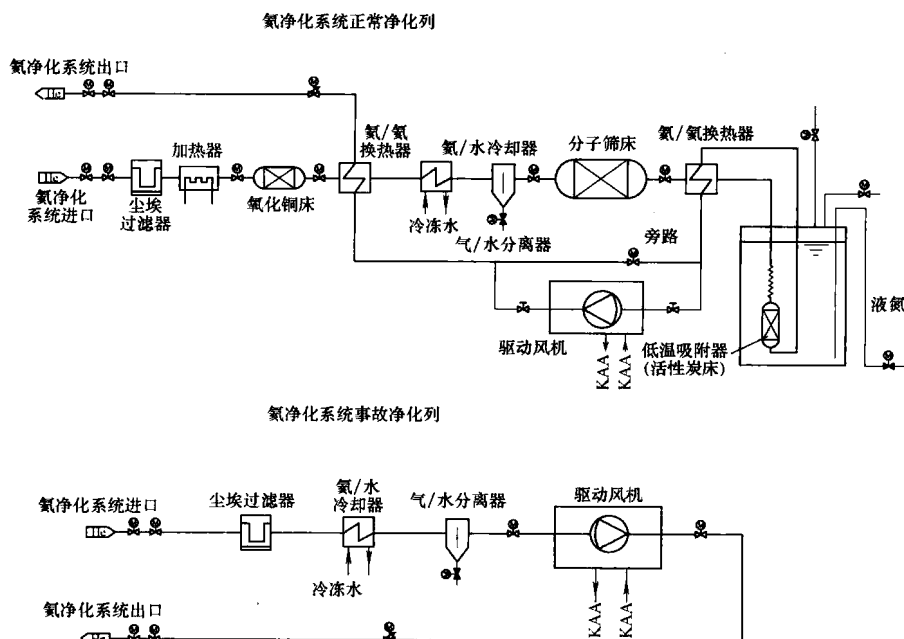 氦净化系统正常净化列
氦净化系统出口
He
氦/氦
换热器
氦/水冷却器
分子筛床
氦/氦换热器
加热器
He
氦净化
系统进口
尘埃
过滤器
氧化铜床
冷冻水
气/水分离器
旁路
液氮
驱动风机
KAA
KAA
低温吸附器
(活性炭床)
氦净化系统事故净化列
氦净化系统进口
He
尘埃过滤器
氦/水
冷却器
气/水分离器
驱动风机
冷冻水
KAA
KAA
氦净化系统出口
He